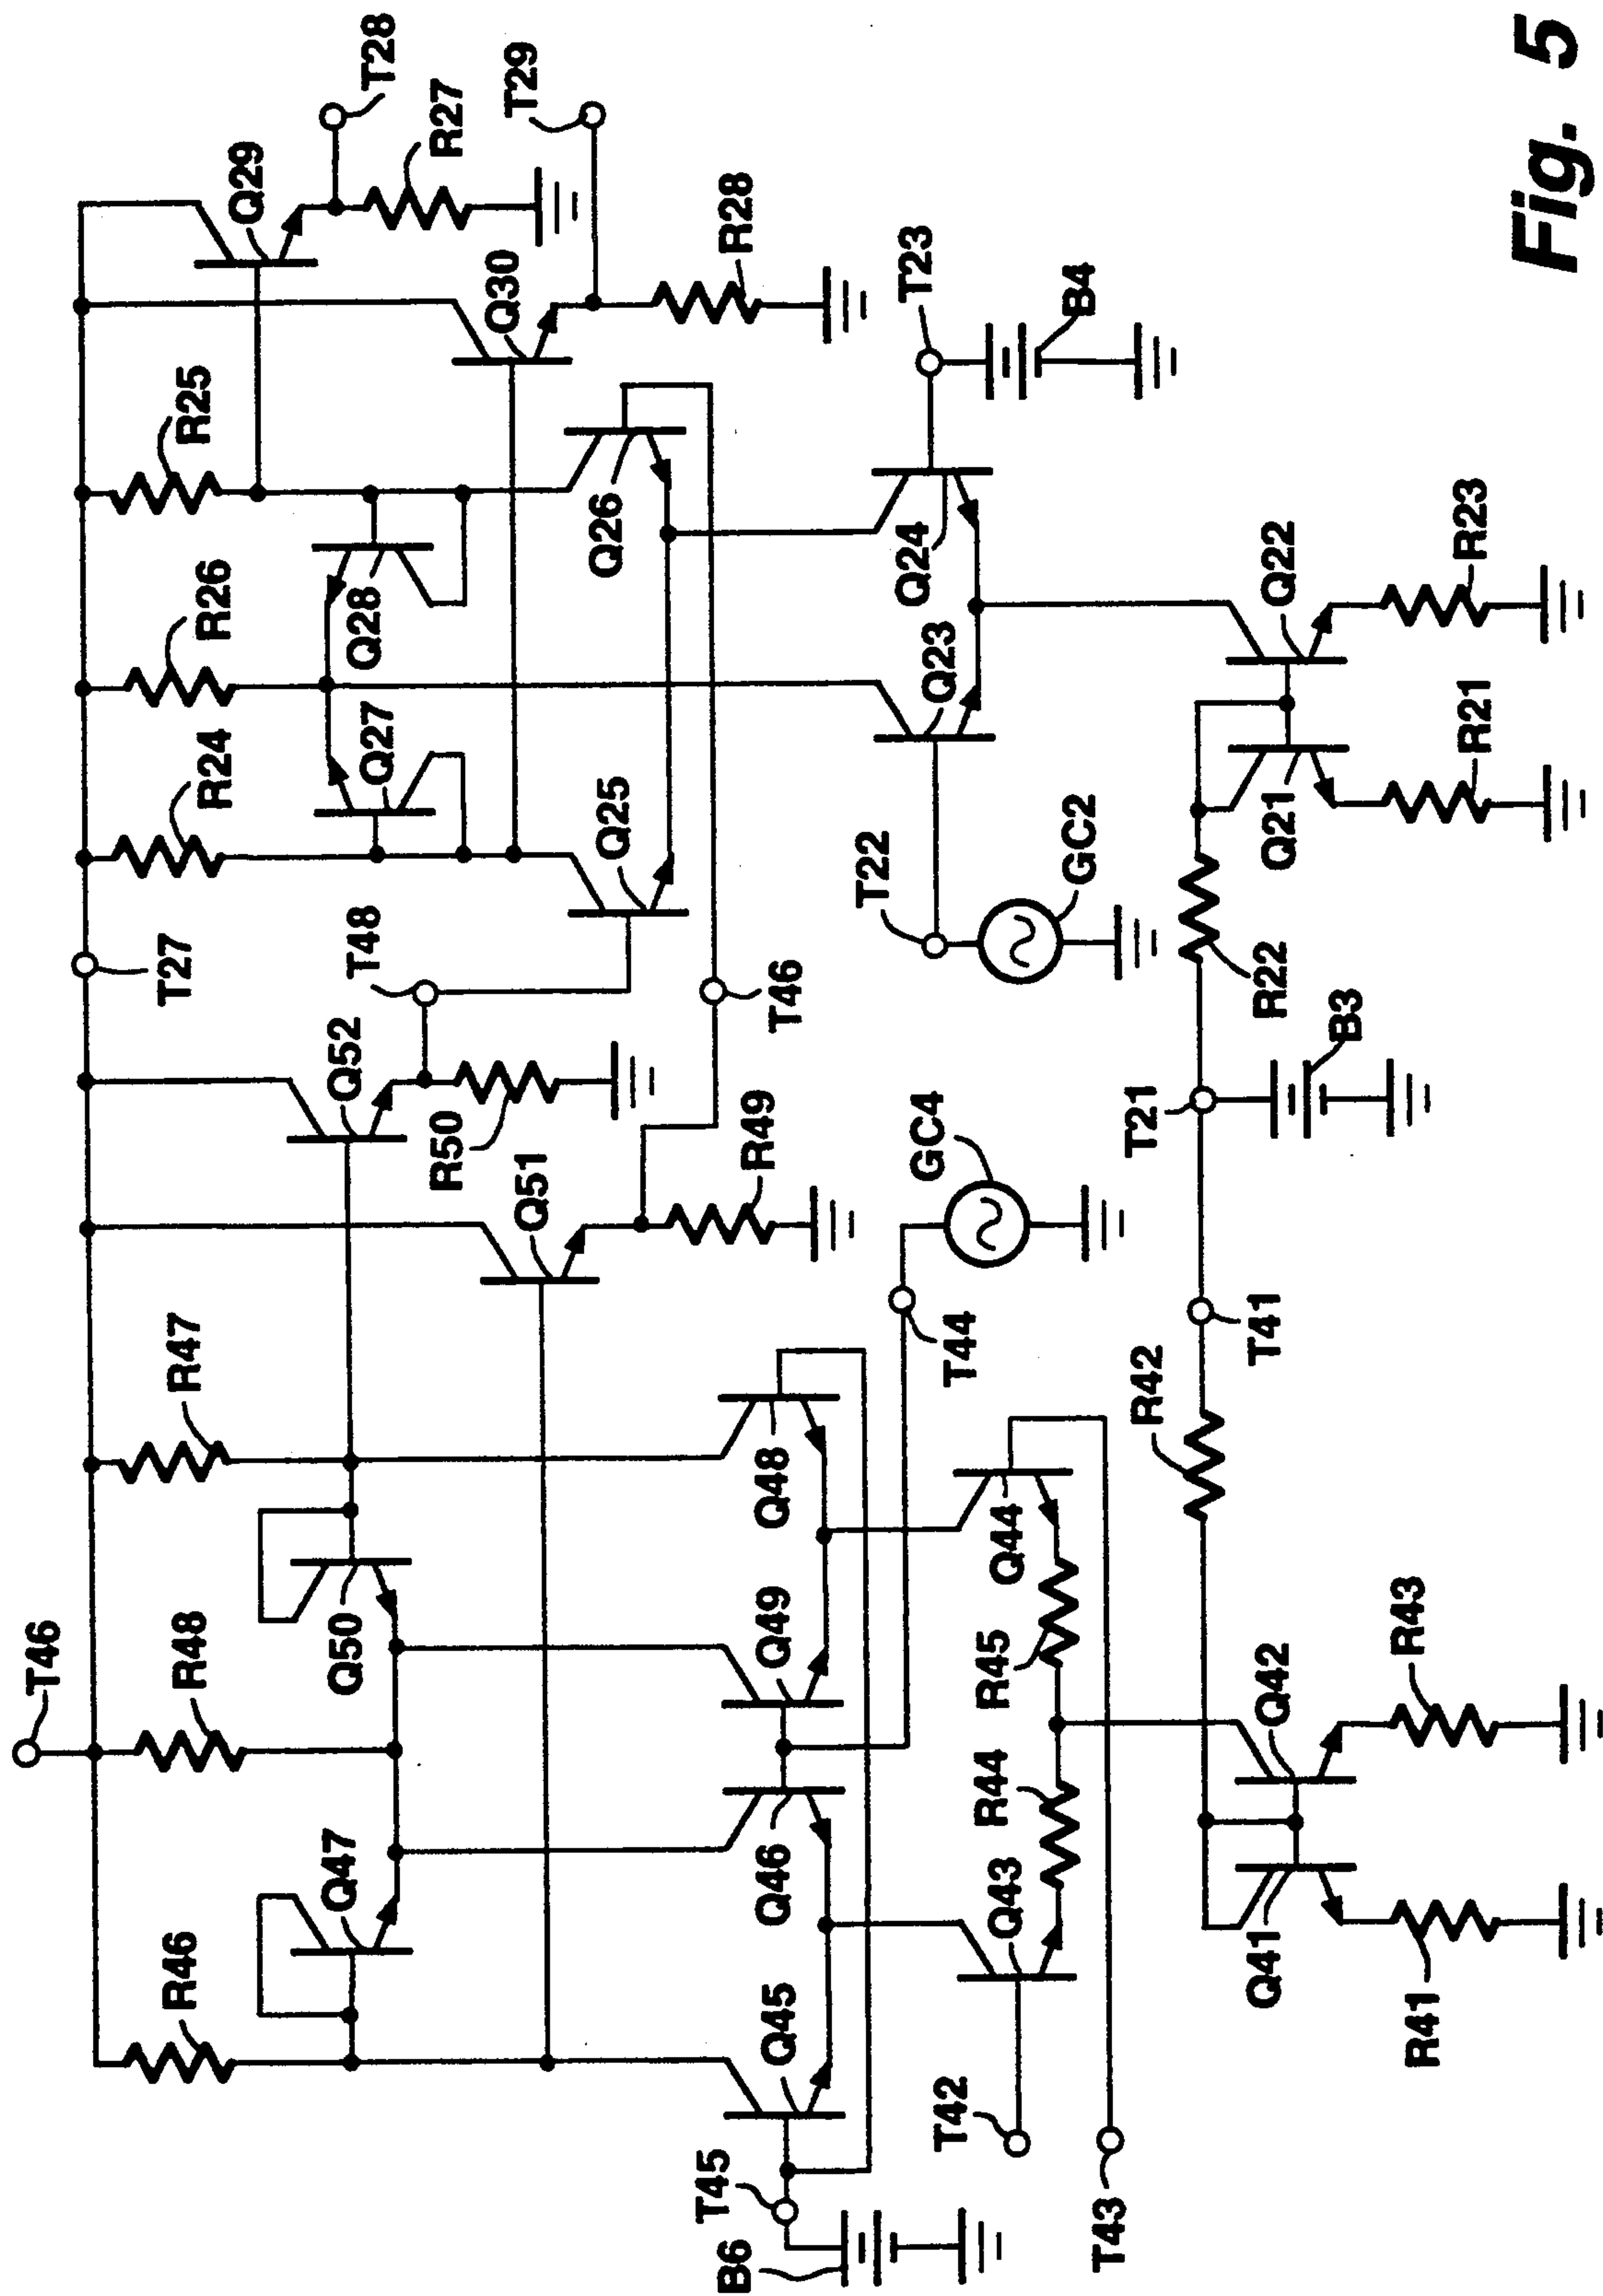 T46
T27
R46
R48
R47
R24
R26
R25
Q47
Q50
Q52
T48
Q27
Q28
Q29
T28
R27
Q51
R50
Q25
Q26
Q30
T29
R28
R49
T46
T45
B6
Q45
Q46
Q49
Q48
T44
GC4
T22
GC2
Q23
Q24
T23
B4
T42
T43
Q43
R44
R45
Q44
R42
T41
T21
B3
R22
Q21
Q22
R21
R23
Q41
Q42
R41
R43
Fig. 5